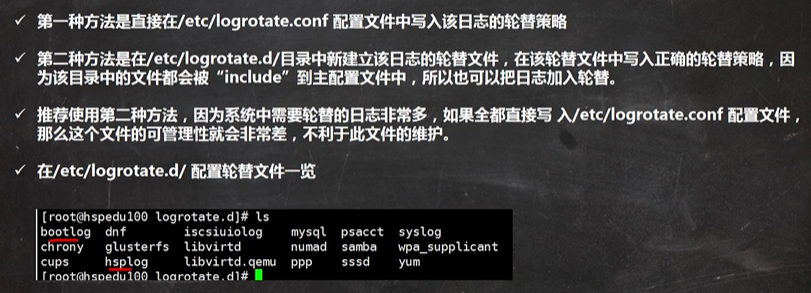 ✓ 第一种方法是直接在/etc/logrotate.conf 配置文件中写入该日志的轮替策略
✓ 第二种方法是在/etc/logrotate.d/目录中新建立该日志的轮替文件，在该轮替文件中写入正确的轮替策略，因
为该目录中的文件都会被“include”到主配置文件中，所以也可以把日志加入轮替。
✓ 推荐使用第二种方法，因为系统中需要轮替的日志非常多，如果全都直接写 入/etc/logrotate.conf 配置文件，
那么这个文件的可管理性就会非常差，不利于此文件的维护。
✓ 在/etc/logrotate.d/ 配置轮替文件一览
[root@hspedu100 logrotate.d]# ls
bootlog dnf iscsiuiolog mysql psacct syslog
chrony glusterfs libvirtd numad samba wpa_supplicant
cups hsplog libvirtd.qemu ppp sssd yum
[root@hspedu100 logrotate.d]#